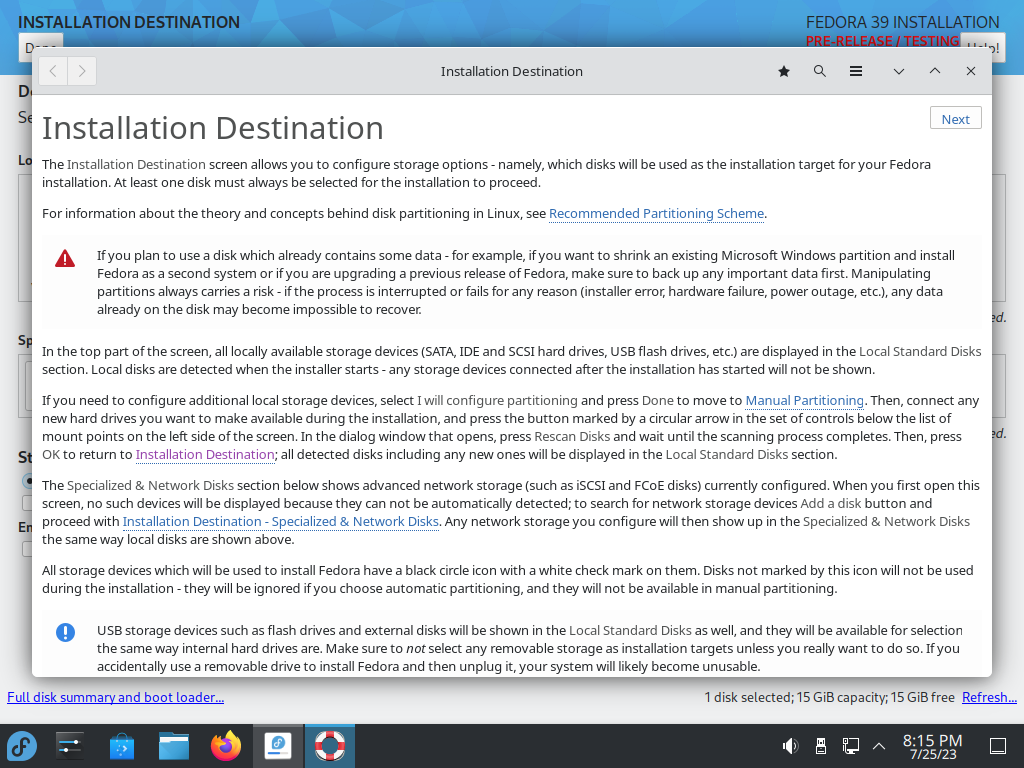 INSTALLATION DESTINATION
FEDORA 39 INSTALLATION
PRE-RELEASE / TESTING
Installation Destination
Installation Destination
Next
The Installation Destination screen allows you to configure storage options - namely, which disks will be used as the installation target for your Fedora
installation. At least one disk must always be selected for the installation to proceed.
For information about the theory and concepts behind disk partitioning in Linux, see Recommended Partitioning Scheme.
If you plan to use a disk which already contains some data - for example, if you want to shrink an existing Microsoft Windows partition and install
Fedora as a second system or if you are upgrading a previous release of Fedora, make sure to back up any important data first. Manipulating
partitions always carries a risk - if the process is interrupted or fails for any reason (installer error, hardware failure, power outage, etc.), any data
already on the disk may become impossible to recover.
In the top part of the screen, all locally available storage devices (SATA, IDE and SCSI hard drives, USB flash drives, etc.) are displayed in the Local Standard Disks
section. Local disks are detected when the installer starts - any storage devices connected after the installation has started will not be shown.
If you need to configure additional local storage devices, select I will configure partitioning and press Done to move to Manual Partitioning. Then, connect any
new hard drives you want to make available during the installation, and press the button marked by a circular arrow in the set of controls below the list of
mount points on the left side of the screen. In the dialog window that opens, press Rescan Disks and wait until the scanning process completes. Then, press
OK to return to Installation Destination; all detected disks including any new ones will be displayed in the Local Standard Disks section.
The Specialized & Network Disks section below shows advanced network storage (such as iSCSI and FCoE disks) currently configured. When you first open this
screen, no such devices will be displayed because they can not be automatically detected; to search for network storage devices Add a disk button and
proceed with Installation Destination - Specialized & Network Disks. Any network storage you configure will then show up in the Specialized & Network Disks
the same way local disks are shown above.
All storage devices which will be used to install Fedora have a black circle icon with a white check mark on them. Disks not marked by this icon will not be used
during the installation - they will be ignored if you choose automatic partitioning, and they will not be available in manual partitioning.
USB storage devices such as flash drives and external disks will be shown in the Local Standard Disks as well, and they will be available for selection
the same way internal hard drives are. Make sure to not select any removable storage as installation targets unless you really want to do so. If you
accidentally use a removable drive to install Fedora and then unplug it, your system will likely become unusable.
Full disk summary and boot loader...
1 disk selected; 15 GiB capacity; 15 GiB free Refresh...
8:15 PM
7/25/23